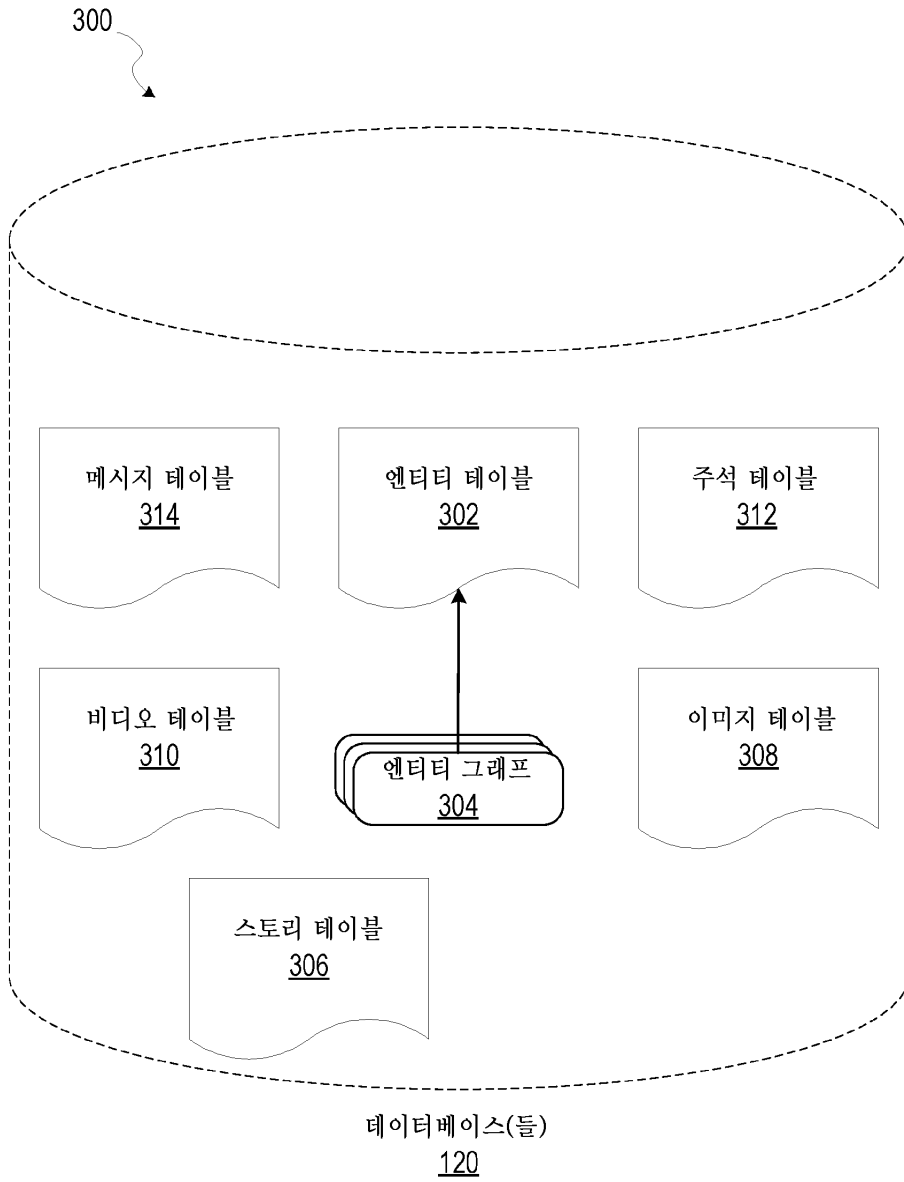 300
메시지 테이블
314
엔티티 테이블
302
주석 테이블
312
비디오 테이블
310
엔티티 그래프
304
이미지 테이블
308
스토리 테이블
306
데이터베이스(들)
120